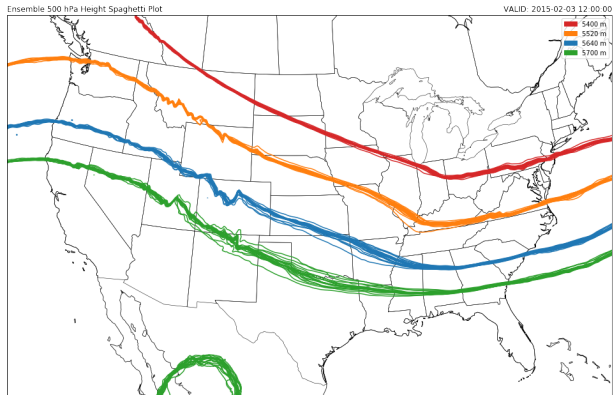 Ensemble 500 hPa Height Spaghetti Plot
VALID: 2015-02-03 12:00:00
5400 m
5520 m
5640 m
5700 m